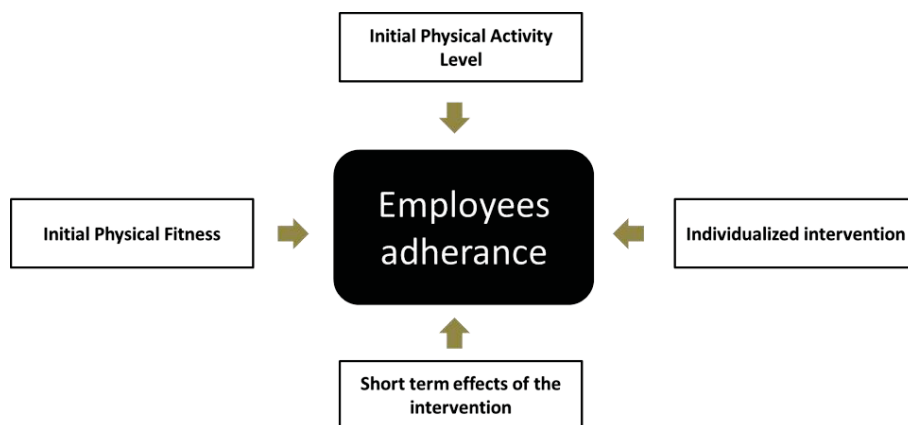 Initial Physical Activity
Level
Employees
adherance
Initial Physical Fitness
Individualized intervention
Short term effects of the
intervention